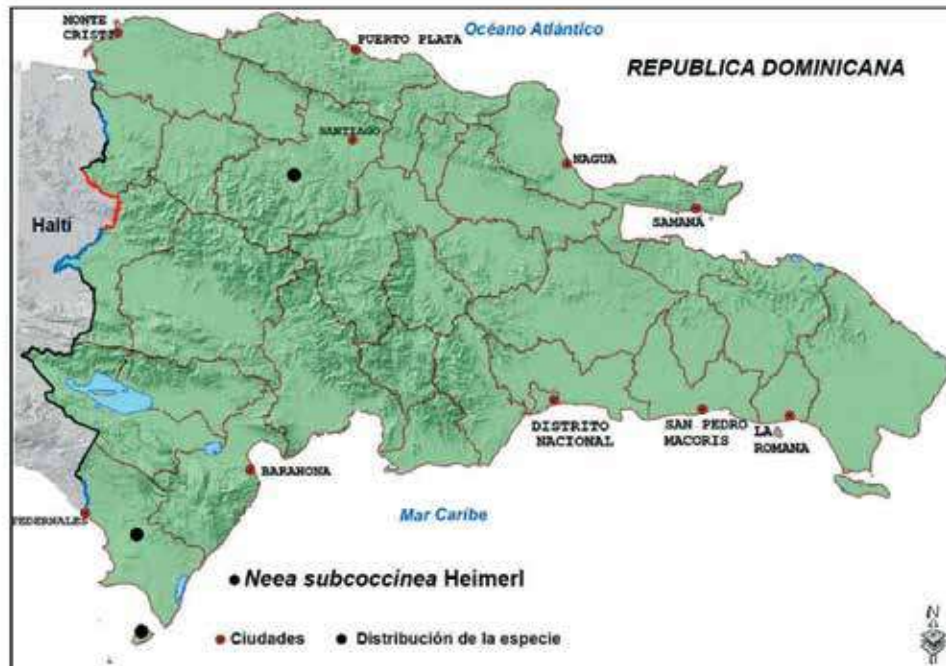 MONTE
CRISTI
PUERTO PLATA
Océano Atlántico
REPUBLICA DOMINICANA
SANTIAGO
NAGUA
SAMANA
Haití
DISTRITO
NACIONAL
SAN PEDRO
MACORIS
LA
ROMANA
BARAHONA
PEDERNALES
Mar Caribe
Neea subcoccinea Heimerl
Ciudades
Distribución de la especie
N